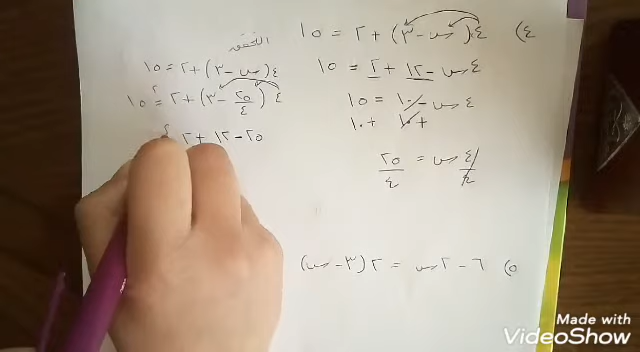 ٤) ٤(س - ٣) + ٢ = ١٥
٤س - ١٢ + ٢ = ١٥
٤س - ١٠ = ١٥
+ ١٠ + ١٠
٤س/٤ = ٢٥/٤
التحقق
٤(س - ٣) + ٢ = ١٥
٤(٢٥/٤ - ٣) + ٢ =؟ ١٥
٢٥ - ١٢ + ٢ ؟
٥) ٦ - ٢س = ٢(٣ - س)
Made with
VideoShow